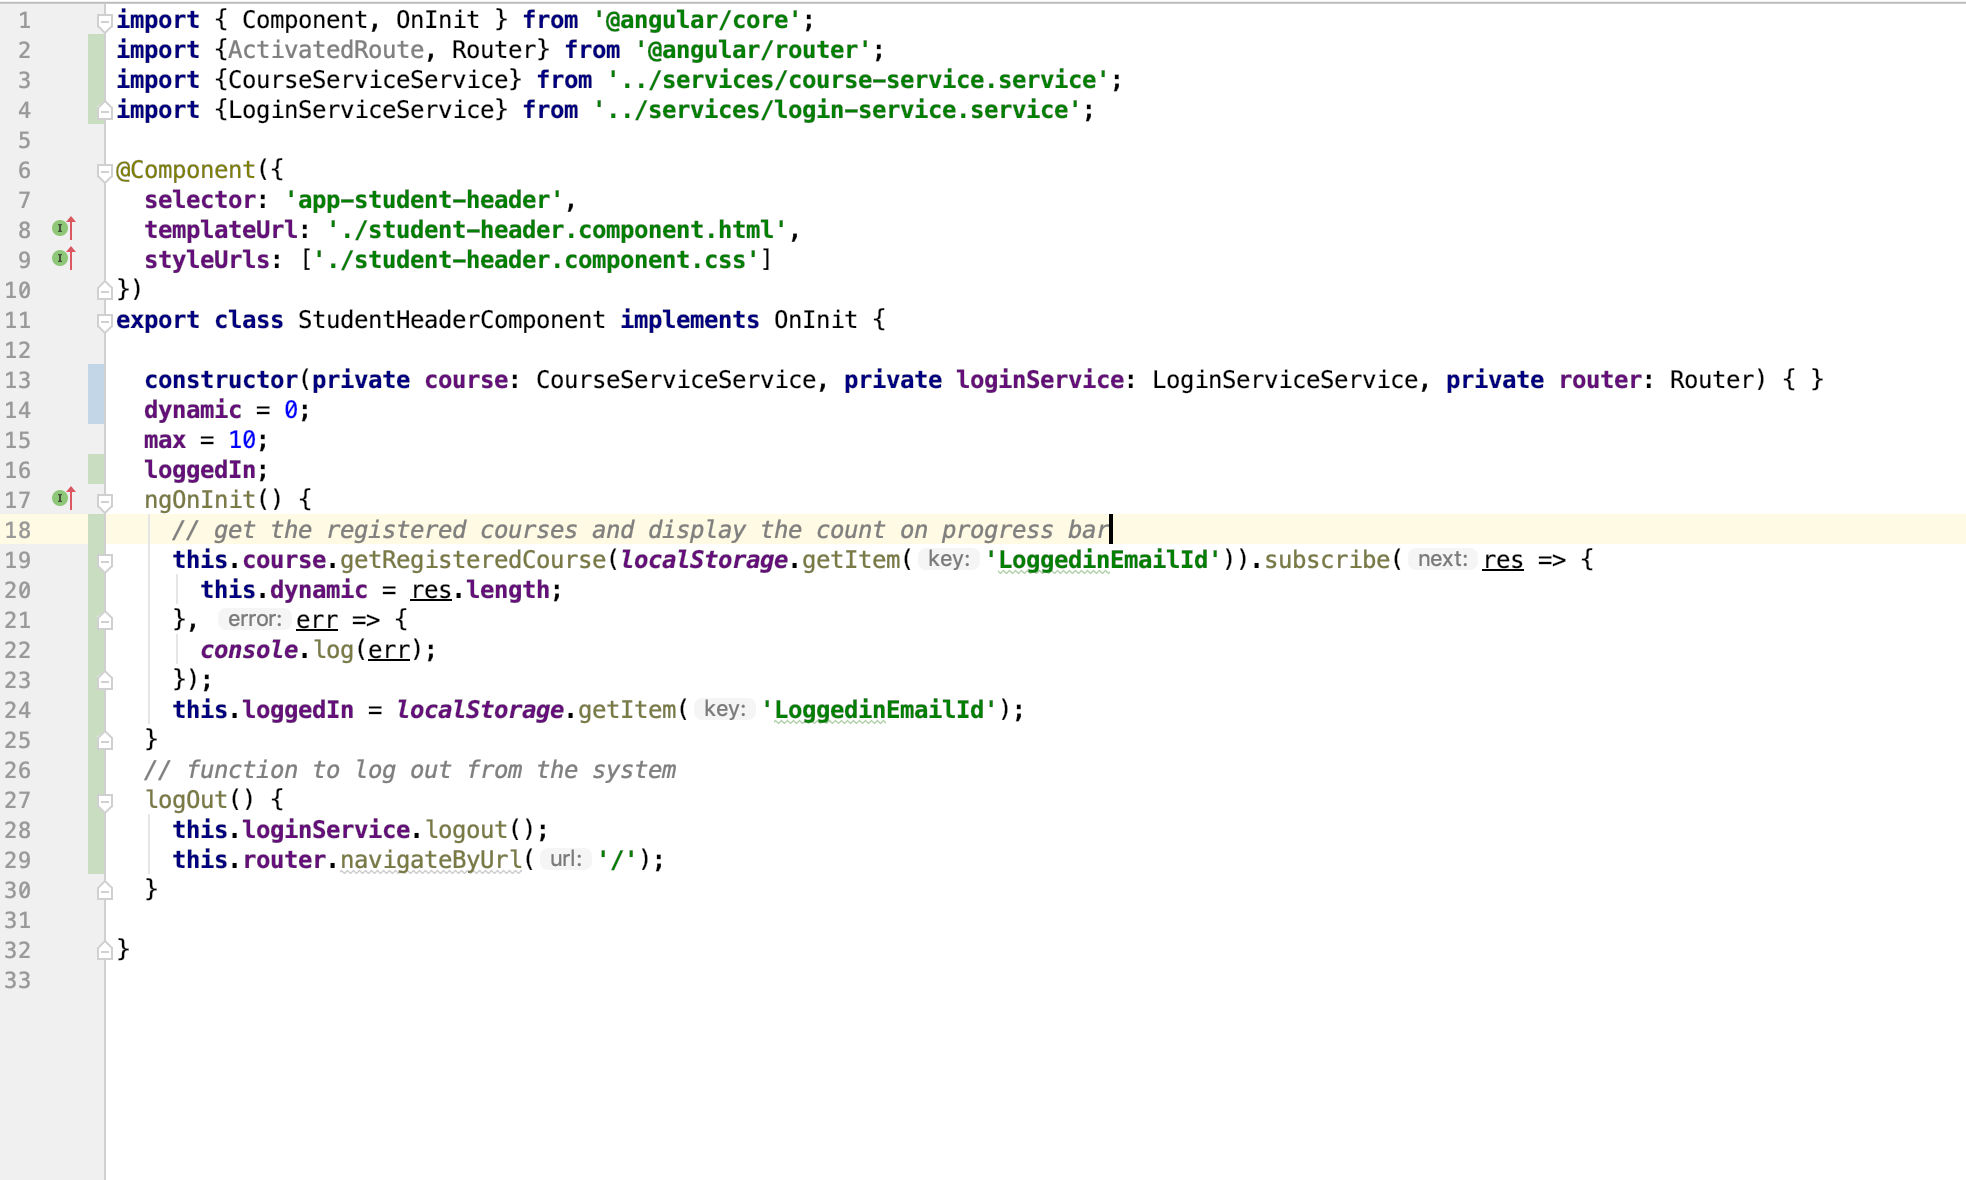 1 import { Component, OnInit } from '@angular/core';
2 import {ActivatedRoute, Router} from '@angular/router';
3 import {CourseServiceService} from '../services/course-service.service';
4 import {LoginServiceService} from '../services/login-service.service';
5
6 @Component({
7   selector: 'app-student-header',
8   templateUrl: './student-header.component.html',
9   styleUrls: ['./student-header.component.css']
10 })
11 export class StudentHeaderComponent implements OnInit {
12
13   constructor(private course: CourseServiceService, private loginService: LoginServiceService, private router: Router) { }
14   dynamic = 0;
15   max = 10;
16   loggedIn;
17   ngOnInit() {
18     // get the registered courses and display the count on progress bar
19     this.course.getRegisteredCourse(localStorage.getItem( key: 'LoggedinEmailId')).subscribe( next: res => {
20       this.dynamic = res.length;
21     }, error: err => {
22       console.log(err);
23     });
24     this.loggedIn = localStorage.getItem( key: 'LoggedinEmailId');
25   }
26   // function to log out from the system
27   logOut() {
28     this.loginService.logout();
29     this.router.navigateByUrl( url: '/');
30   }
31
32 }
33